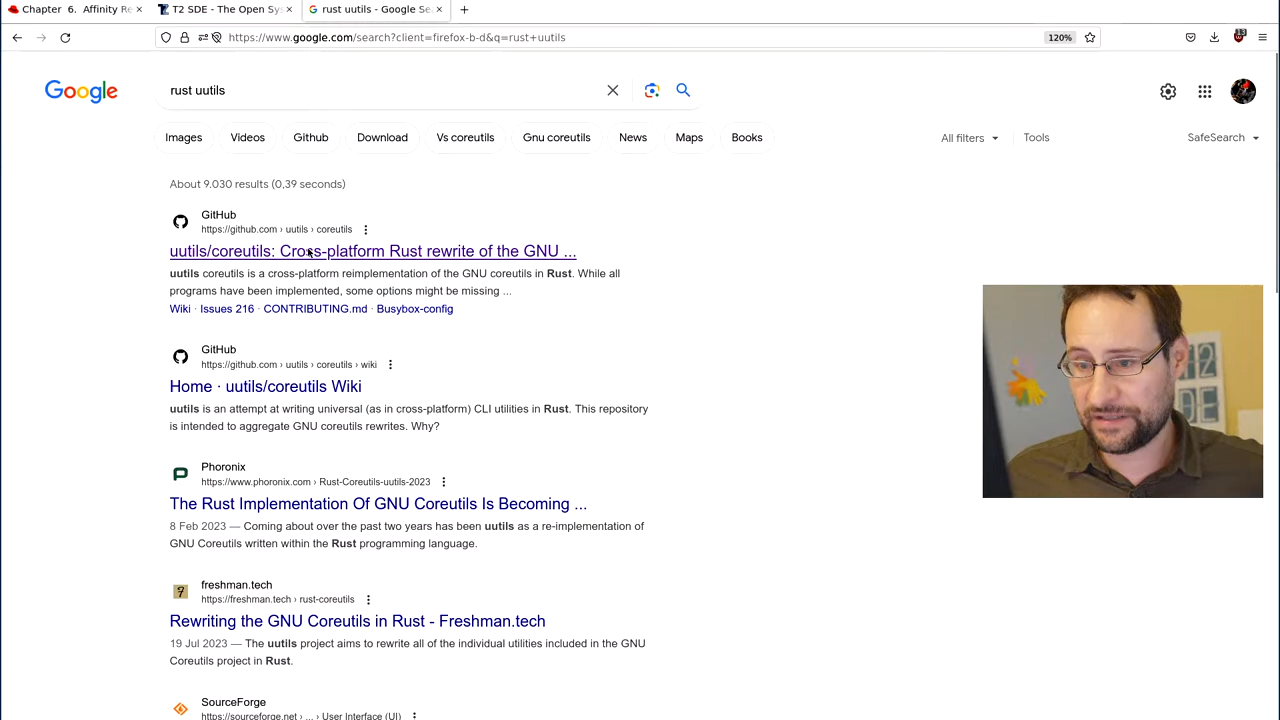 Chapter 6. Affinity Re
T2 SDE - The Open Sys
rust uutils - Google Sea
https://www.google.com/search?client=firefox-b-d&q=rust+uutils
120%
13
Google
rust uutils
Images
Videos
Github
Download
Vs coreutils
Gnu coreutils
News
Maps
Books
All filters
Tools
SafeSearch
About 9.030 results (0,39 seconds)
GitHub
https://github.com › uutils › coreutils
uutils/coreutils: Cross-platform Rust rewrite of the GNU ...
uutils coreutils is a cross-platform reimplementation of the GNU coreutils in Rust. While all
programs have been implemented, some options might be missing ...
Wiki · Issues 216 · CONTRIBUTING.md · Busybox-config
GitHub
https://github.com › uutils › coreutils › wiki
Home · uutils/coreutils Wiki
uutils is an attempt at writing universal (as in cross-platform) CLI utilities in Rust. This repository
is intended to aggregate GNU coreutils rewrites. Why?
Phoronix
https://www.phoronix.com › Rust-Coreutils-uutils-2023
The Rust Implementation Of GNU Coreutils Is Becoming ...
8 Feb 2023 — Coming about over the past two years has been uutils as a re-implementation of
GNU Coreutils written within the Rust programming language.
freshman.tech
https://freshman.tech › rust-coreutils
Rewriting the GNU Coreutils in Rust - Freshman.tech
19 Jul 2023 — The uutils project aims to rewrite all of the individual utilities included in the GNU
Coreutils project in Rust.
SourceForge
https://sourceforge.net › ... › User Interface (UI)